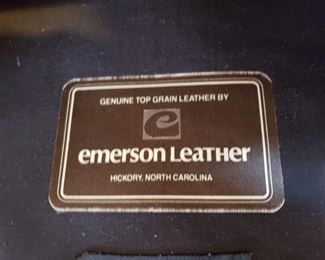 GENUINE TOP GRAIN LEATHER BY
e
emerson Leather
HICKORY, NORTH CAROLINA